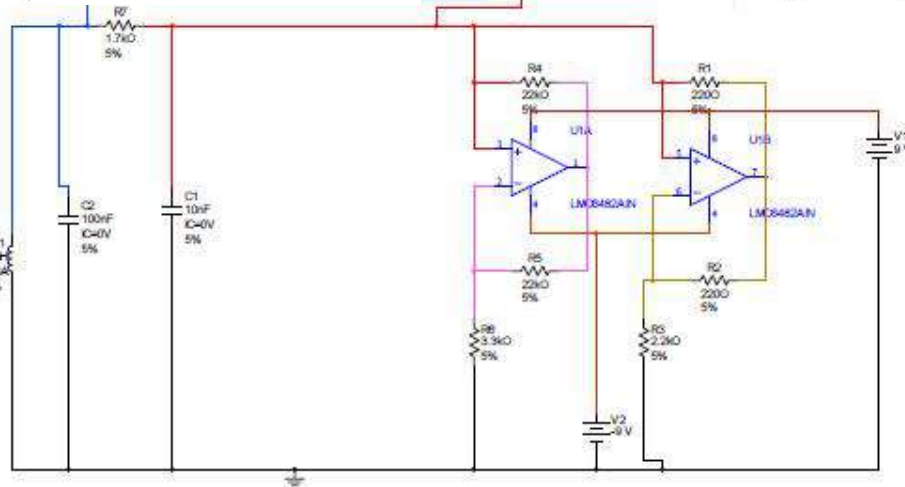 R7
1.7kΩ
5%
R4
22kΩ
5%
R1
220Ω
5%
8
U1A
3
1
2
4
LMC6482AIN
8
U1B
5
7
6
4
LMC6482AIN
V1
9 V
C2
100nF
IC=0V
5%
C1
10nF
IC=0V
5%
R5
22kΩ
5%
R2
220Ω
5%
R6
3.3kΩ
5%
R3
2.2kΩ
5%
V2
-9 V